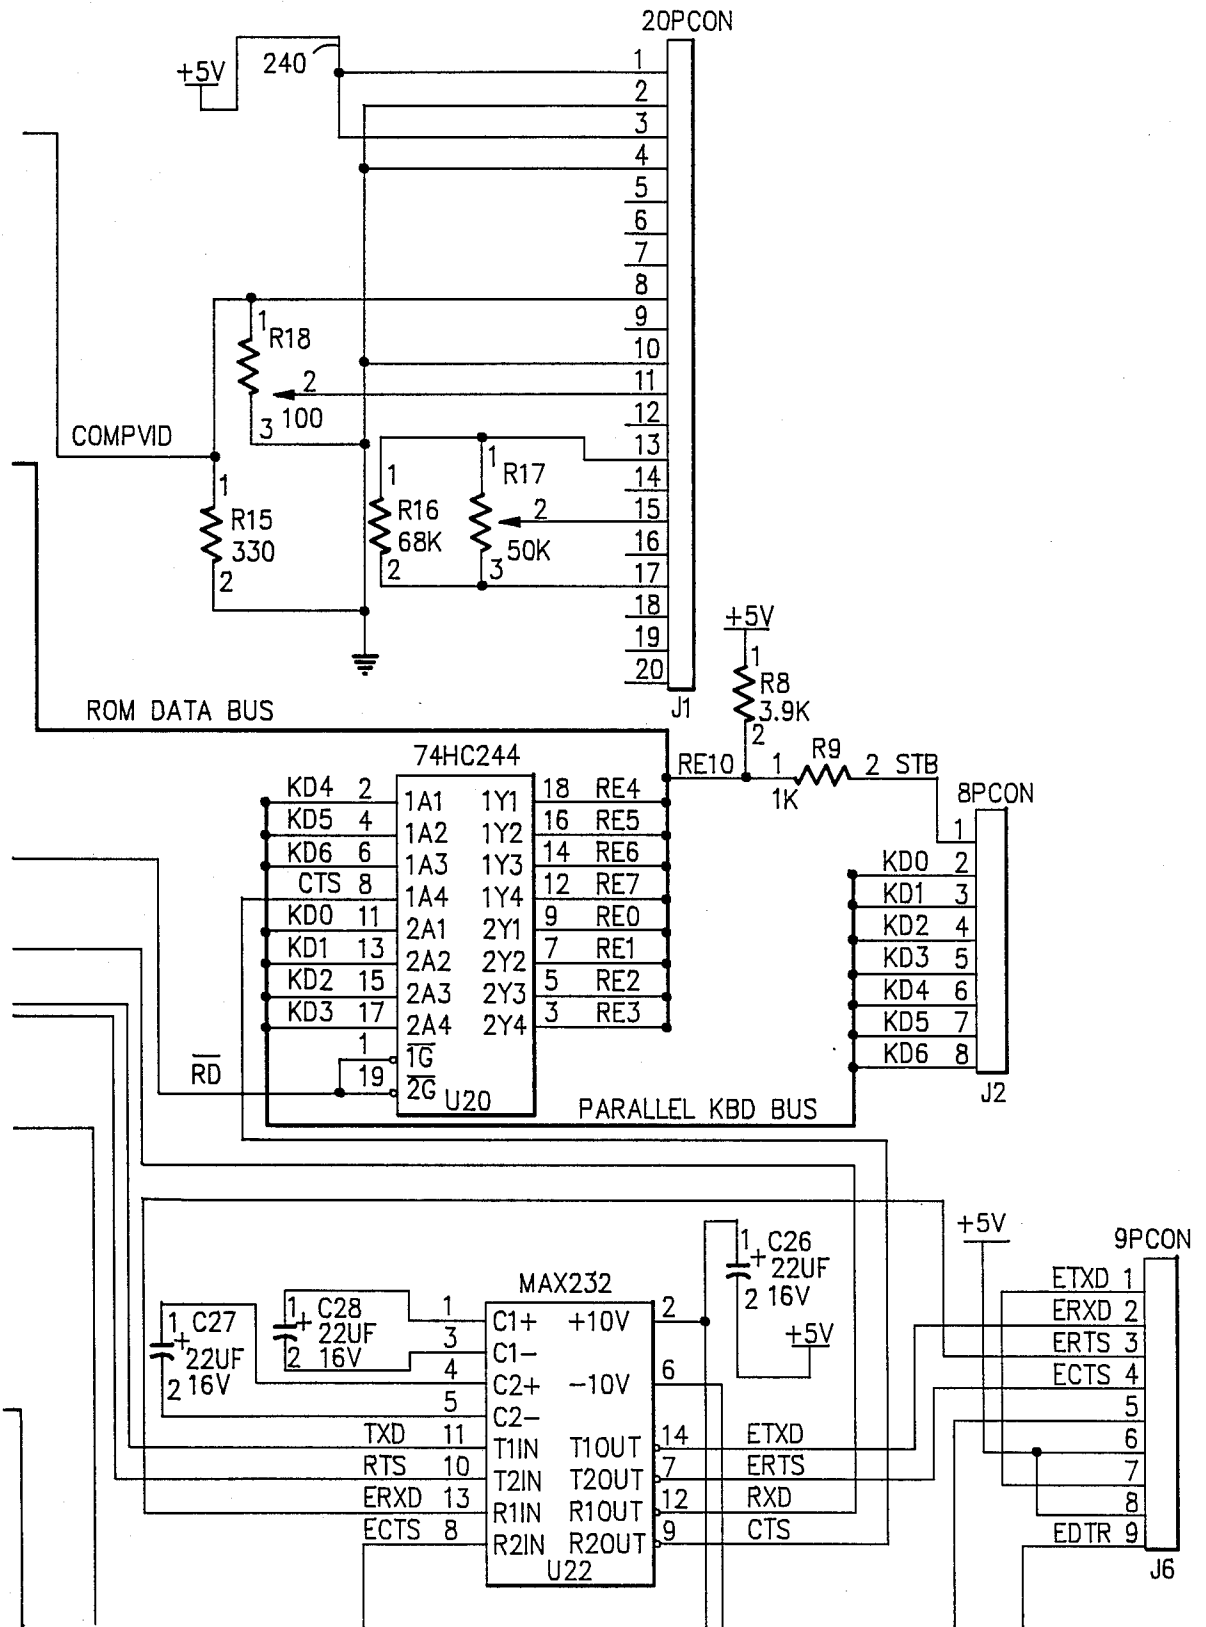 20PCON
+5V
240
1
2
3
4
5
6
7
8
9
10
11
12
13
14
15
16
17
18
19
20
J1
1
R18
2
100
3
COMPVID
1
R15
330
2
1
R16
68K
2
1
R17
2
50K
3
+5V
1
R8
3.9K
2
ROM DATA BUS
RE10
1
R9
1K
2 STB
8PCON
1
KD0 2
KD1 3
KD2 4
KD3 5
KD4 6
KD5 7
KD6 8
J2
74HC244
KD4 2 1A1 1Y1 18 RE4
KD5 4 1A2 1Y2 16 RE5
KD6 6 1A3 1Y3 14 RE6
CTS 8 1A4 1Y4 12 RE7
KD0 11 2A1 2Y1 9 RE0
KD1 13 2A2 2Y2 7 RE1
KD2 15 2A3 2Y3 5 RE2
KD3 17 2A4 2Y4 3 RE3
1 1G
RD 19 2G
U20
PARALLEL KBD BUS
MAX232
1 C1+ +10V 2
3 C1-
4 C2+ -10V 6
5 C2-
TXD 11 T1IN T1OUT 14 ETXD
RTS 10 T2IN T2OUT 7 ERTS
ERXD 13 R1IN R1OUT 12 RXD
ECTS 8 R2IN R2OUT 9 CTS
U22
1
+
C27
22UF
2 16V
1
+
C28
22UF
2 16V
1
+
C26
22UF
2 16V
+5V
+5V
9PCON
ETXD 1
ERXD 2
ERTS 3
ECTS 4
5
6
7
8
EDTR 9
J6